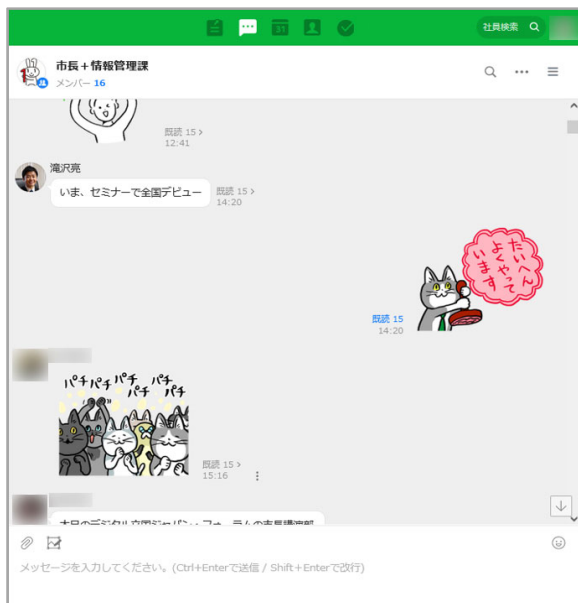 31
社員検索
市長+情報管理課
メンバー 16
既読 15 >
12:41
滝沢亮
いま、セミナーで全国デビュー
既読 15 >
14:20
たいへん
よくやって
います
既読 15
14:20
パチパチ パチパチ パチパチ
既読 15 >
15:16
メッセージを入力してください。(Ctrl+Enterで送信 / Shift+Enterで改行)